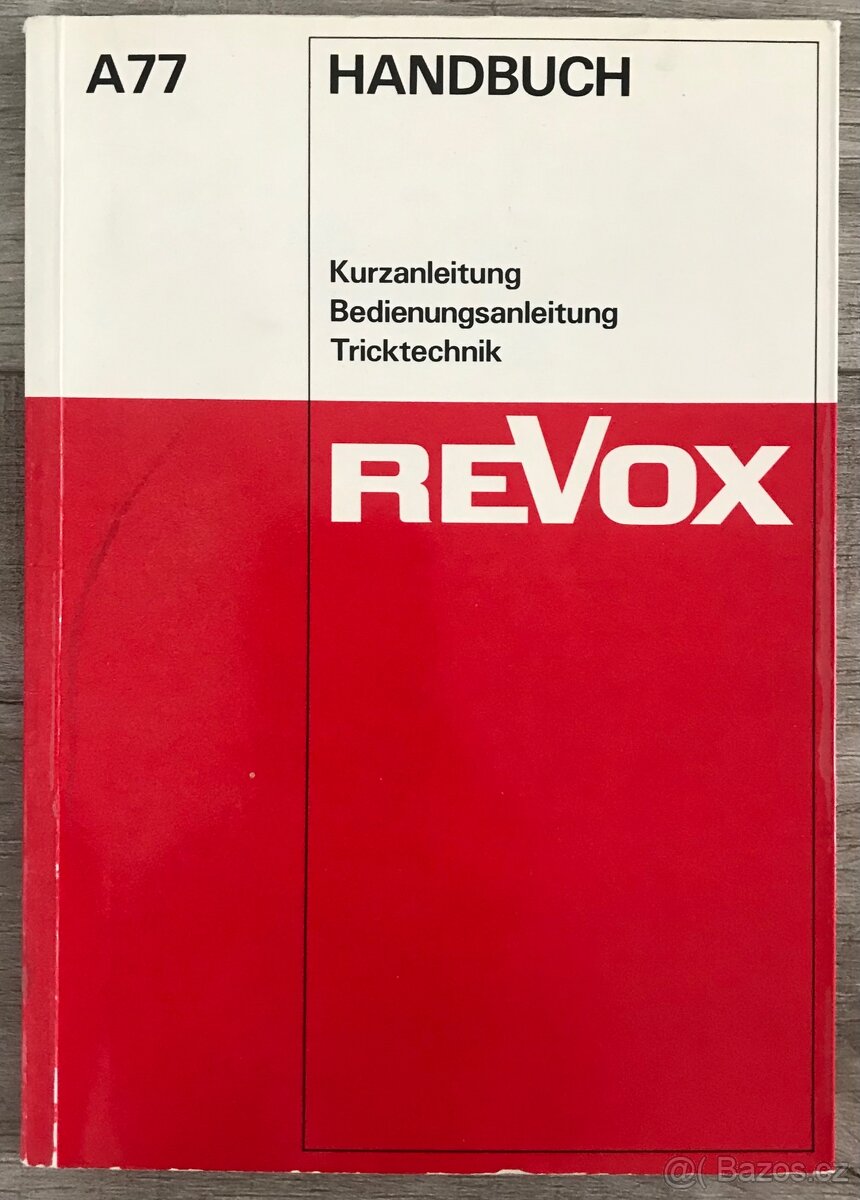 A77
HANDBUCH
Kurzanleitung
Bedienungsanleitung
Tricktechnik
REVOX
@( Bazos.cz